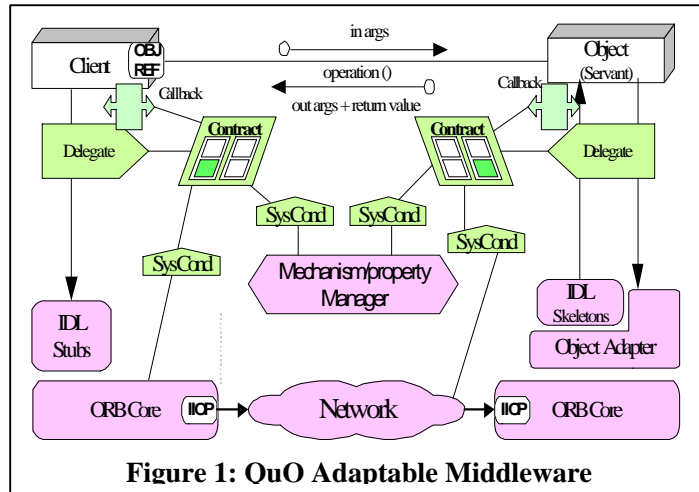 in args
OBJ
REF
Client
Object
(Servant)
operation ()
Callback
out args + return value
Callback
Contract
Contract
Delegate
Delegate
SysCond
SysCond
SysCond
SysCond
Mechanism/property
Manager
IDL
Stubs
IDL
Skeletons
Object Adapter
ORB Core
IIOP
Network
IIOP
ORB Core
Figure 1: QuO Adaptable Middleware